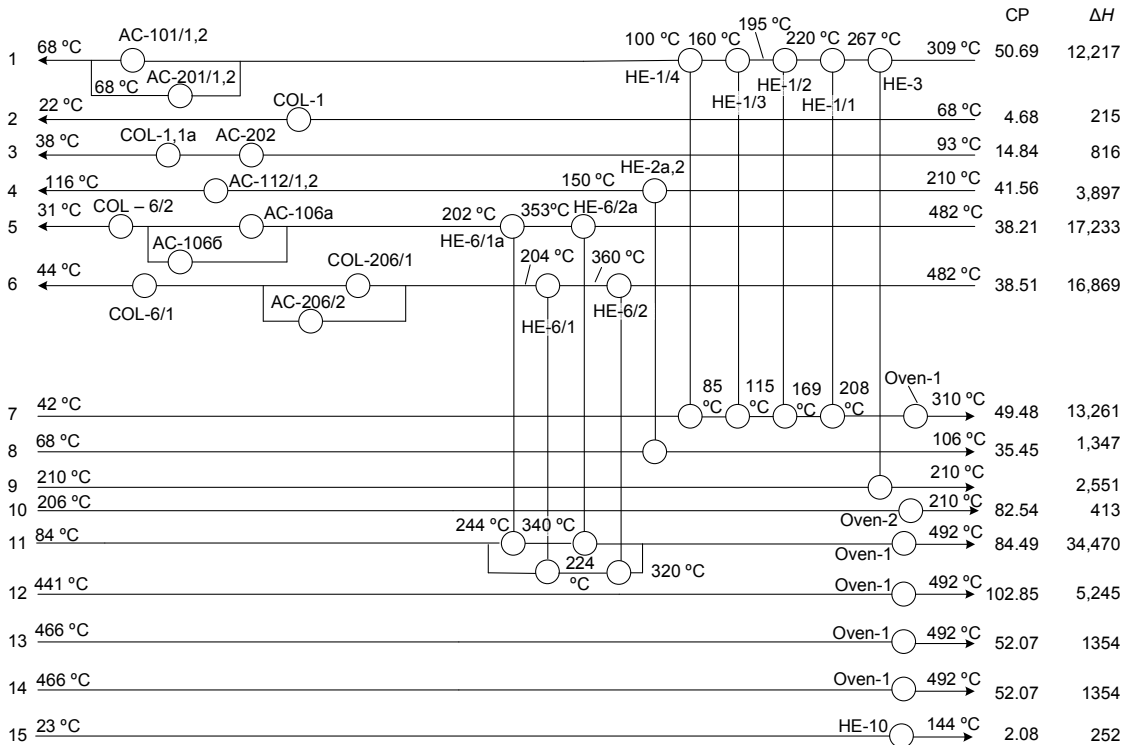 CP ΔH
1 68 ºC AC-101/1,2 100 ºC 160 ºC 195 ºC 220 ºC 267 ºC 309 ºC 50.69 12,217
68 ºC AC-201/1,2 HE-1/4 HE-1/3 HE-1/2 HE-1/1 HE-3
2 22 ºC COL-1 68 ºC 4.68 215
3 38 ºC COL-1,1a AC-202 93 ºC 14.84 816
4 116 ºC AC-112/1,2 150 ºC HE-2a,2 210 ºC 41.56 3,897
5 31 ºC COL – 6/2 AC-106a 202 ºC 353ºC HE-6/2a 482 ºC 38.21 17,233
AC-106б HE-6/1a
6 44 ºC COL-206/1 204 ºC 360 ºC 482 ºC 38.51 16,869
COL-6/1 AC-206/2 HE-6/1 HE-6/2
7 42 ºC 85 ºC 115 ºC 169 ºC 208 ºC Oven-1 310 ºC 49.48 13,261
8 68 ºC 106 ºC 35.45 1,347
9 210 ºC 210 ºC 2,551
10 206 ºC Oven-2 210 ºC 82.54 413
11 84 ºC 244 ºC 340 ºC Oven-1 492 ºC 84.49 34,470
224 ºC 320 ºC
12 441 ºC Oven-1 492 ºC 102.85 5,245
13 466 ºC Oven-1 492 ºC 52.07 1354
14 466 ºC Oven-1 492 ºC 52.07 1354
15 23 ºC HE-10 144 ºC 2.08 252